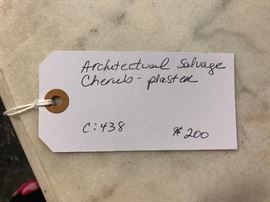 Architectural Salvage
Cherub - plaster
C: 438 $ 200